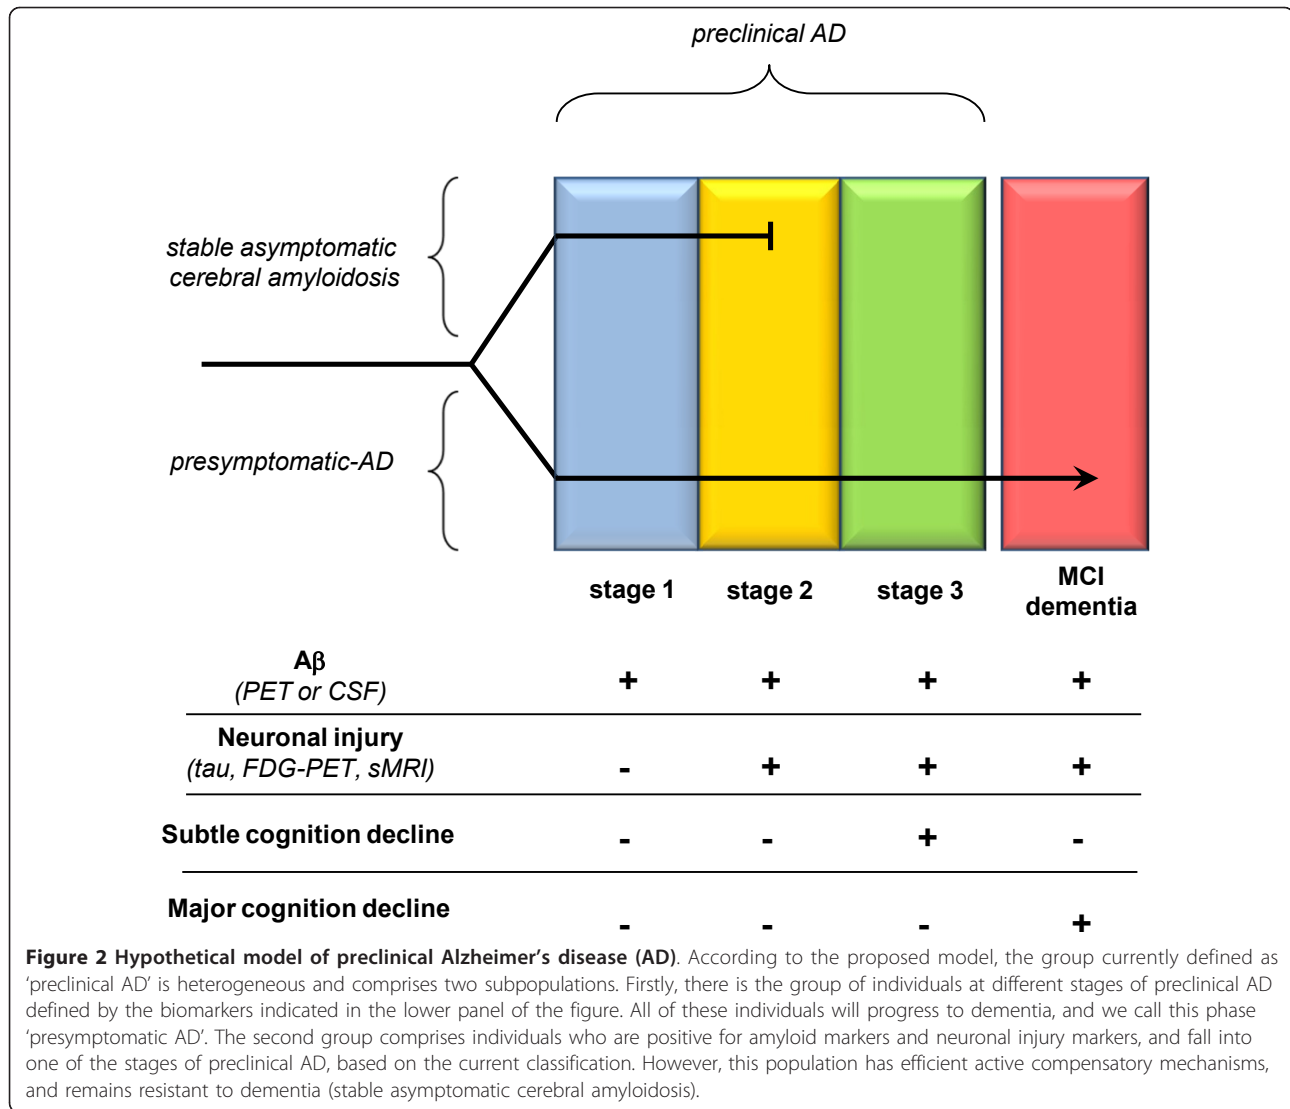 preclinical AD
stable asymptomatic
cerebral amyloidosis
presymptomatic-AD
stage 1 stage 2 stage 3 MCI
dementia
Aβ
(PET or CSF) + + + +
Neuronal injury
(tau, FDG-PET, sMRI) - + + +
Subtle cognition decline - - + -
Major cognition decline - - - +
Figure 2 Hypothetical model of preclinical Alzheimer's disease (AD). According to the proposed model, the group currently defined as
'preclinical AD' is heterogeneous and comprises two subpopulations. Firstly, there is the group of individuals at different stages of preclinical AD
defined by the biomarkers indicated in the lower panel of the figure. All of these individuals will progress to dementia, and we call this phase
'presymptomatic AD'. The second group comprises individuals who are positive for amyloid markers and neuronal injury markers, and fall into
one of the stages of preclinical AD, based on the current classification. However, this population has efficient active compensatory mechanisms,
and remains resistant to dementia (stable asymptomatic cerebral amyloidosis).